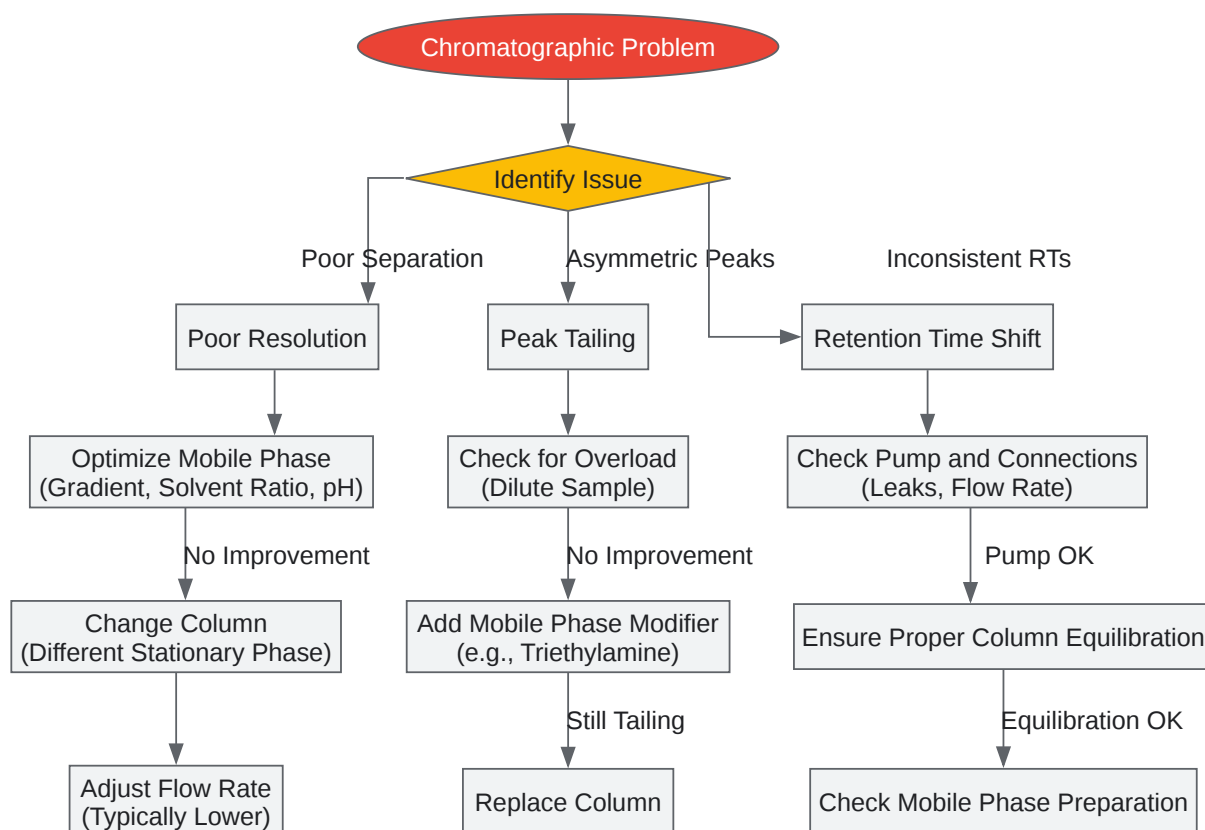 Chromatographic Problem
Identify Issue
Poor Separation
Asymmetric Peaks
Inconsistent RTs
Poor Resolution
Peak Tailing
Retention Time Shift
Optimize Mobile Phase
(Gradient, Solvent Ratio, pH)
Check for Overload
(Dilute Sample)
Check Pump and Connections
(Leaks, Flow Rate)
No Improvement
No Improvement
Pump OK
Change Column
(Different Stationary Phase)
Add Mobile Phase Modifier
(e.g., Triethylamine)
Ensure Proper Column Equilibration
Still Tailing
Equilibration OK
Adjust Flow Rate
(Typically Lower)
Replace Column
Check Mobile Phase Preparation